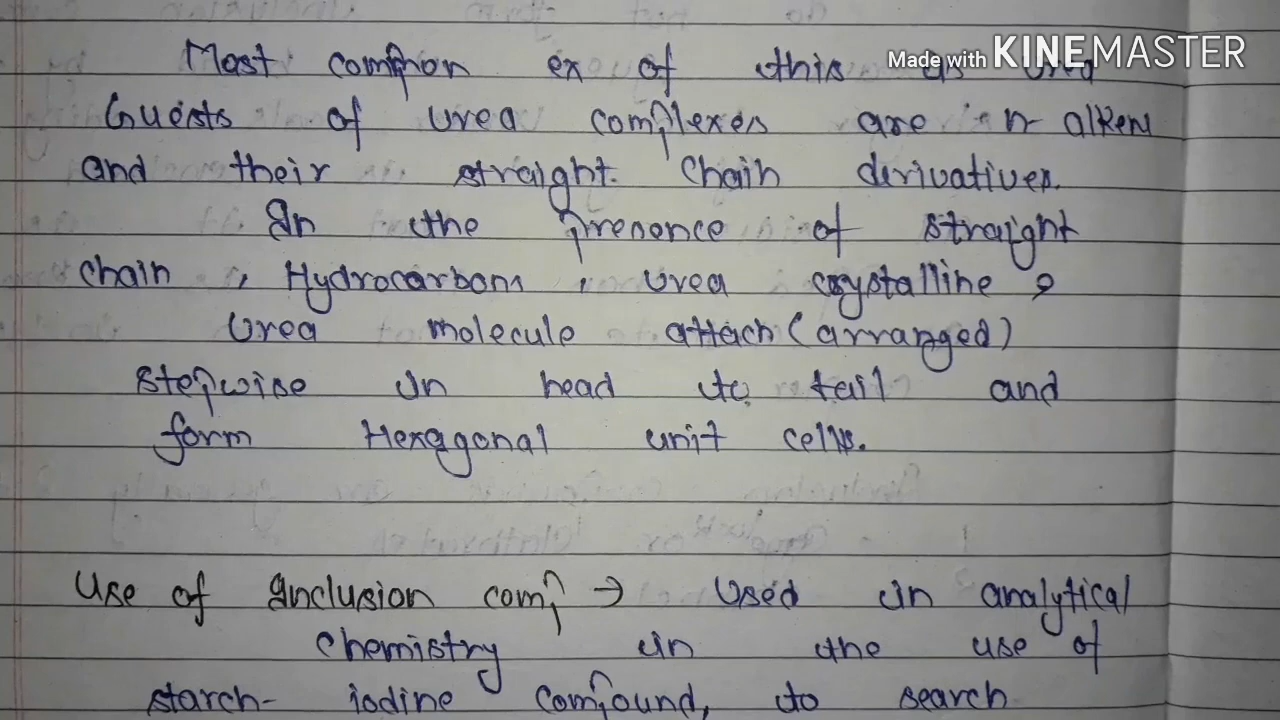 Made with KINEMASTER
Most common ex of this is urea
Guests of urea complexes are n- alken
and their straight. Chain derivatives.
In the presence of straight
chain, Hydrocarbons, urea crystalline,
Urea molecule attach (arranged)
stepwise in head to tail and
form Hexagonal unit cells.
Use of Inclusion comp → Used in analytical
chemistry in the use of
starch- iodine compound, to search